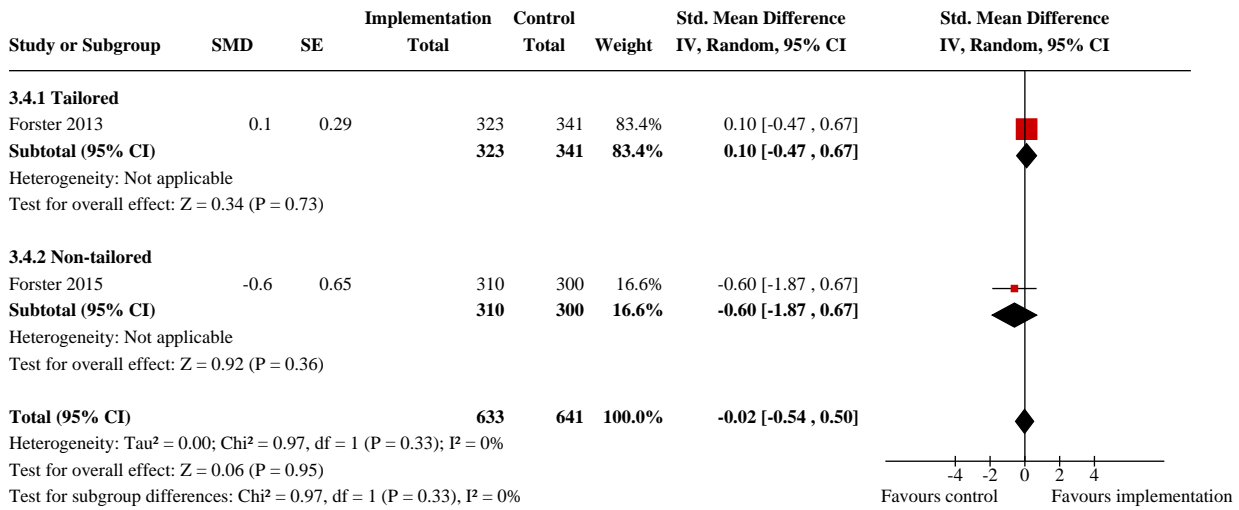 Implementation Control Std. Mean Difference Std. Mean Difference
Study or Subgroup SMD SE Total Total Weight IV, Random, 95% CI IV, Random, 95% CI
3.4.1 Tailored
Forster 2013 0.1 0.29 323 341 83.4% 0.10 [-0.47 , 0.67]
Subtotal (95% CI) 323 341 83.4% 0.10 [-0.47 , 0.67]
Heterogeneity: Not applicable
Test for overall effect: Z = 0.34 (P = 0.73)
3.4.2 Non-tailored
Forster 2015 -0.6 0.65 310 300 16.6% -0.60 [-1.87 , 0.67]
Subtotal (95% CI) 310 300 16.6% -0.60 [-1.87 , 0.67]
Heterogeneity: Not applicable
Test for overall effect: Z = 0.92 (P = 0.36)
Total (95% CI) 633 641 100.0% -0.02 [-0.54 , 0.50]
Heterogeneity: Tau² = 0.00; Chi² = 0.97, df = 1 (P = 0.33); I² = 0%
Test for overall effect: Z = 0.06 (P = 0.95)
-4 -2 0 2 4
Test for subgroup differences: Chi² = 0.97, df = 1 (P = 0.33), I² = 0% Favours control Favours implementation